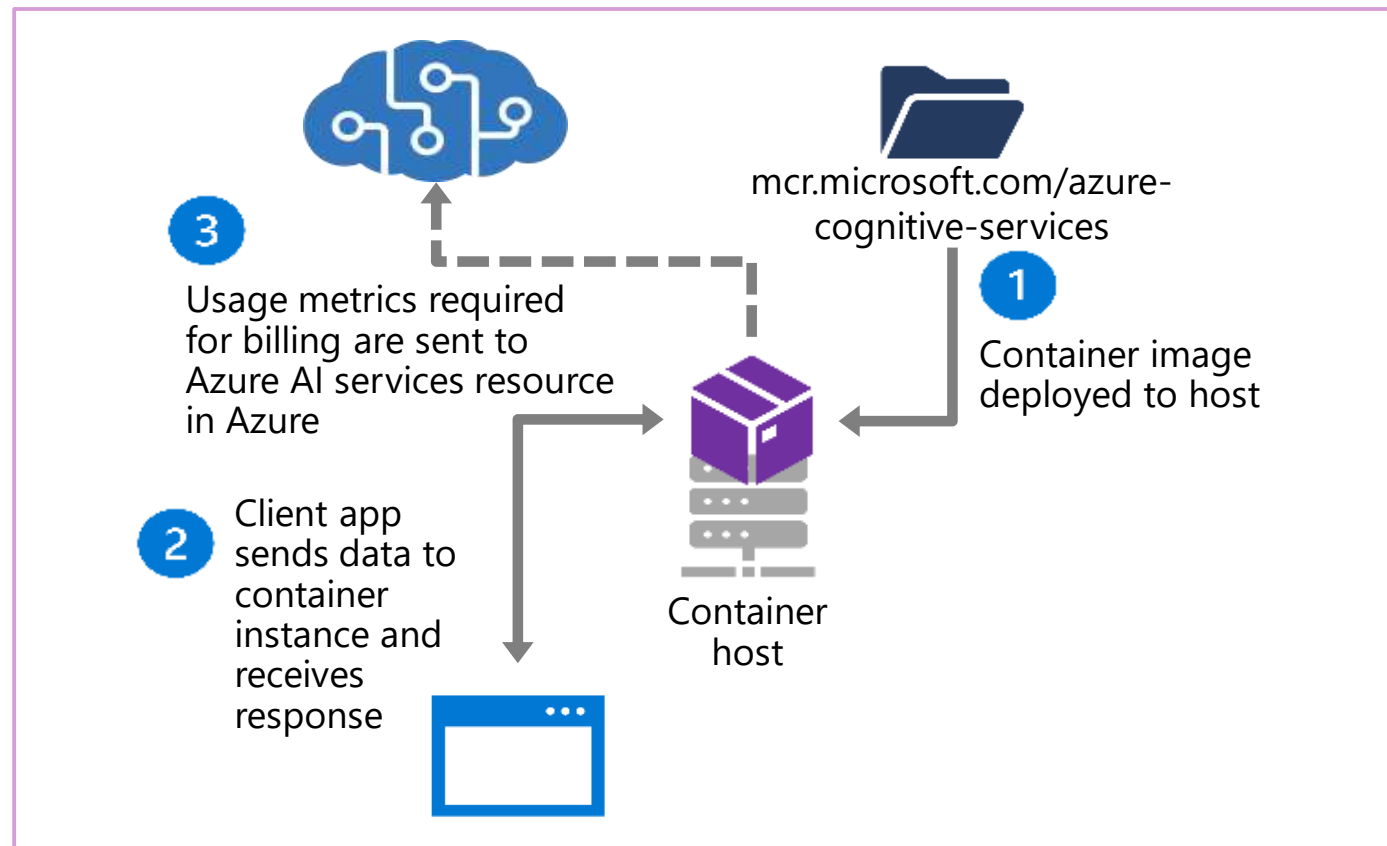 mcr.microsoft.com/azure-
cognitive-services
1
Container image
deployed to host
3
Usage metrics required
for billing are sent to
Azure AI services resource
in Azure
2
Client app
sends data to
container
instance and
receives
response
Container
host